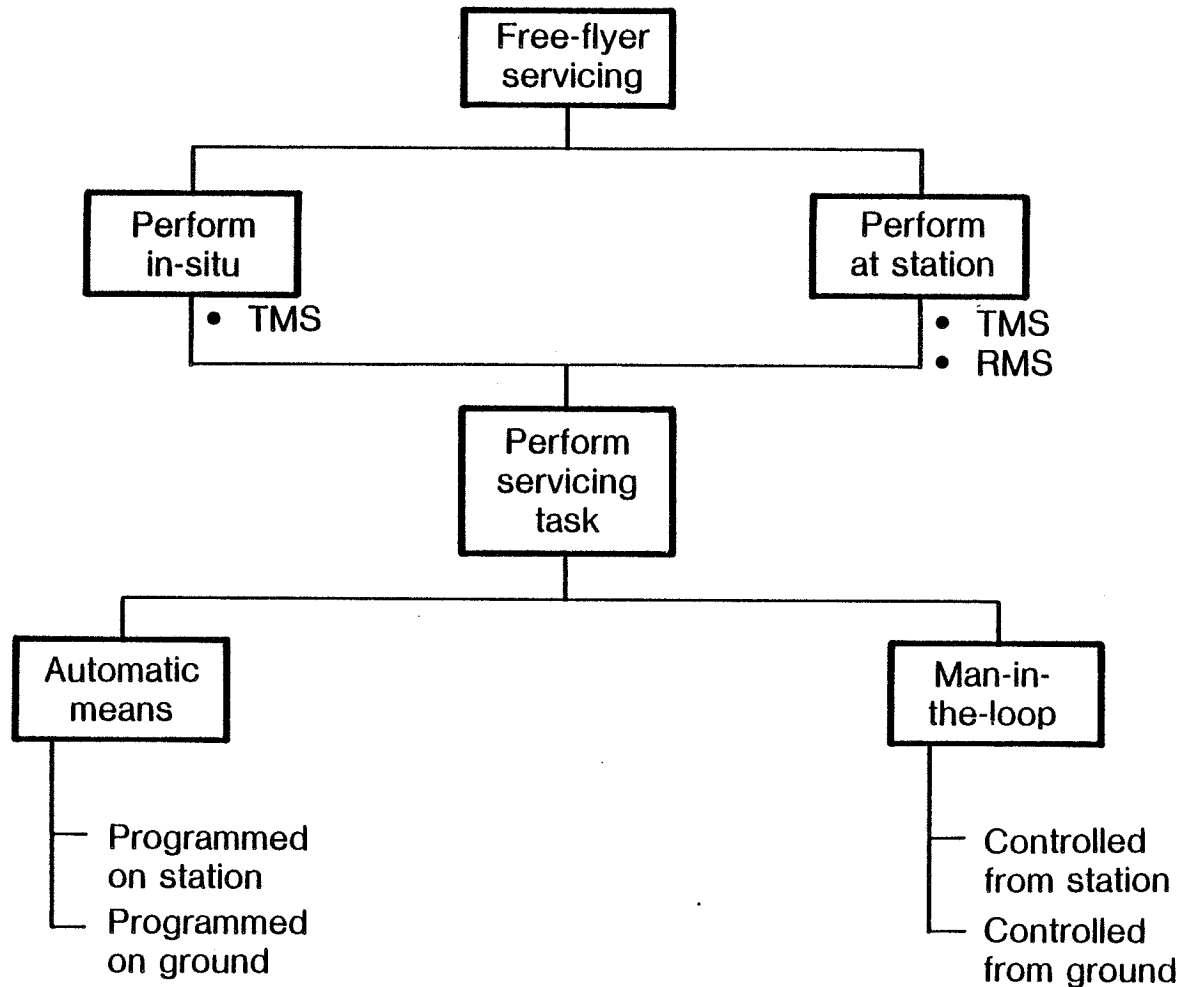 Free-flyer
servicing
Perform
in-situ
• TMS
Perform
at station
• TMS
• RMS
Perform
servicing
task
Automatic
means
Programmed
on station
Programmed
on ground
Man-in-
the-loop
Controlled
from station
Controlled
from ground